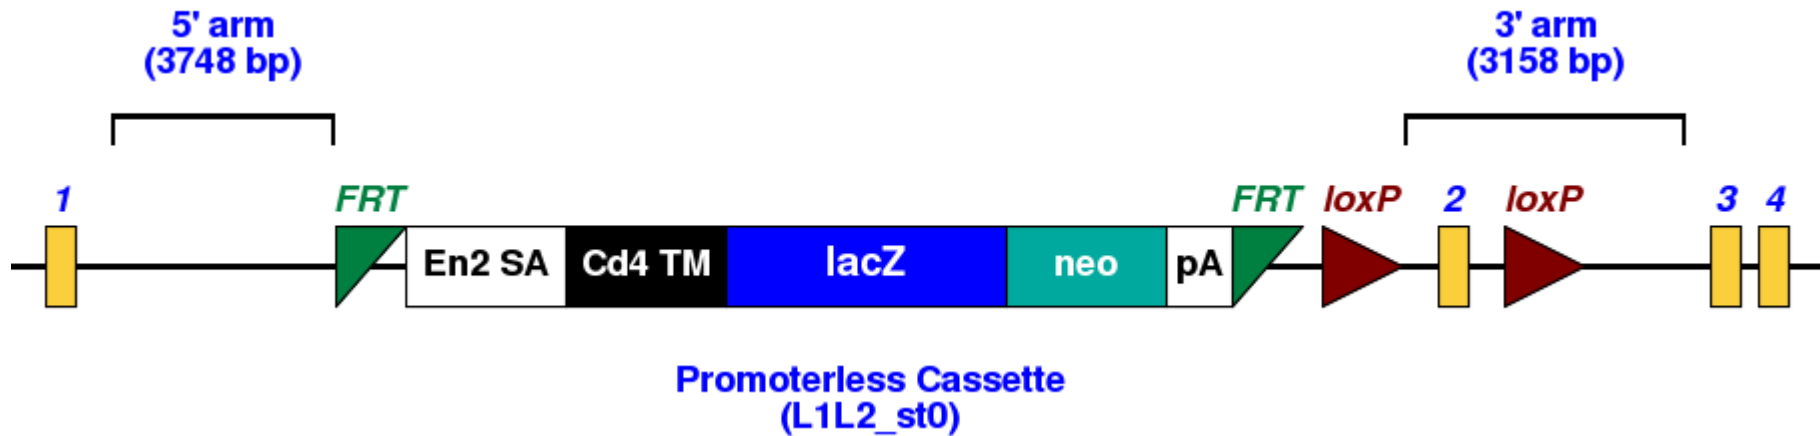 5' arm
(3748 bp)
3' arm
(3158 bp)
1 FRT FRT loxP 2 loxP 3 4
En2 SA Cd4 TM lacZ neo pA
Promoterless Cassette
(L1L2_st0)